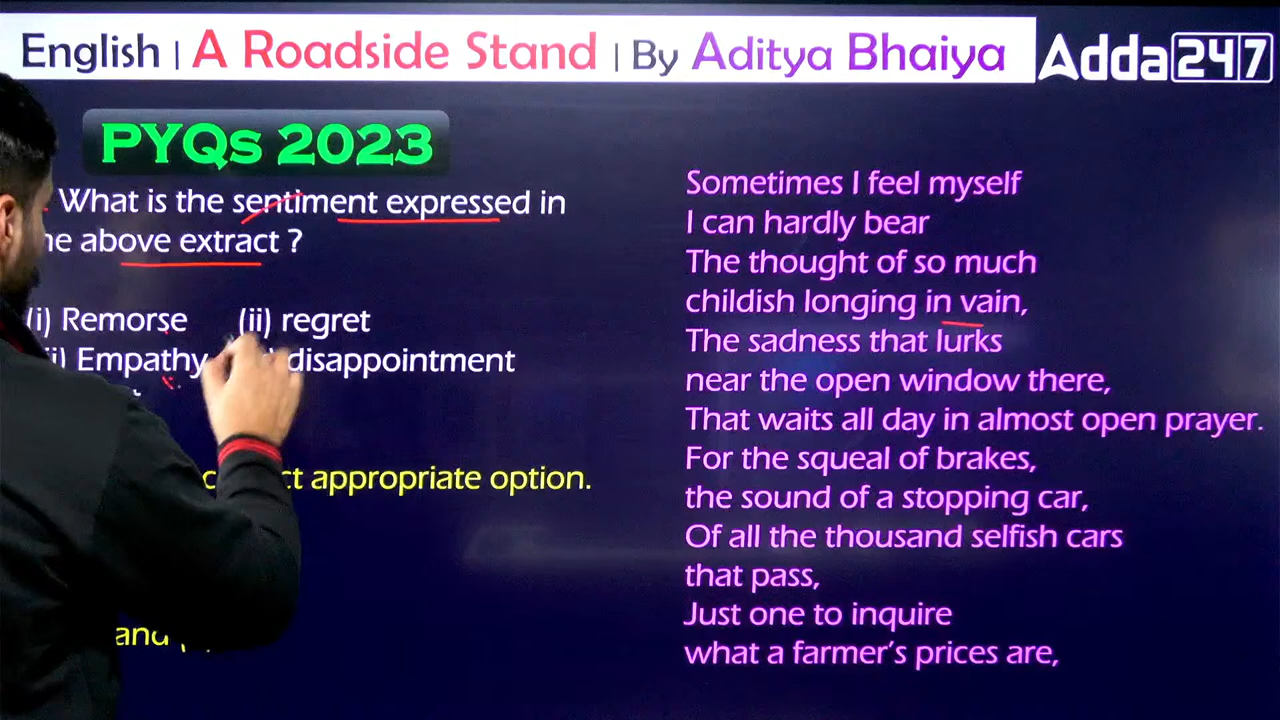 English | A Roadside Stand | By Aditya Bhaiya
Adda247
PYQs 2023
What is the sentiment expressed in
above extract ?
(i) Remorse (ii) regret
Empathy disappointment
appropriate option.
and
Sometimes I feel myself
I can hardly bear
The thought of so much
childish longing in vain,
The sadness that lurks
near the open window there,
That waits all day in almost open prayer.
For the squeal of brakes,
the sound of a stopping car,
Of all the thousand selfish cars
that pass,
Just one to inquire
what a farmer's prices are,